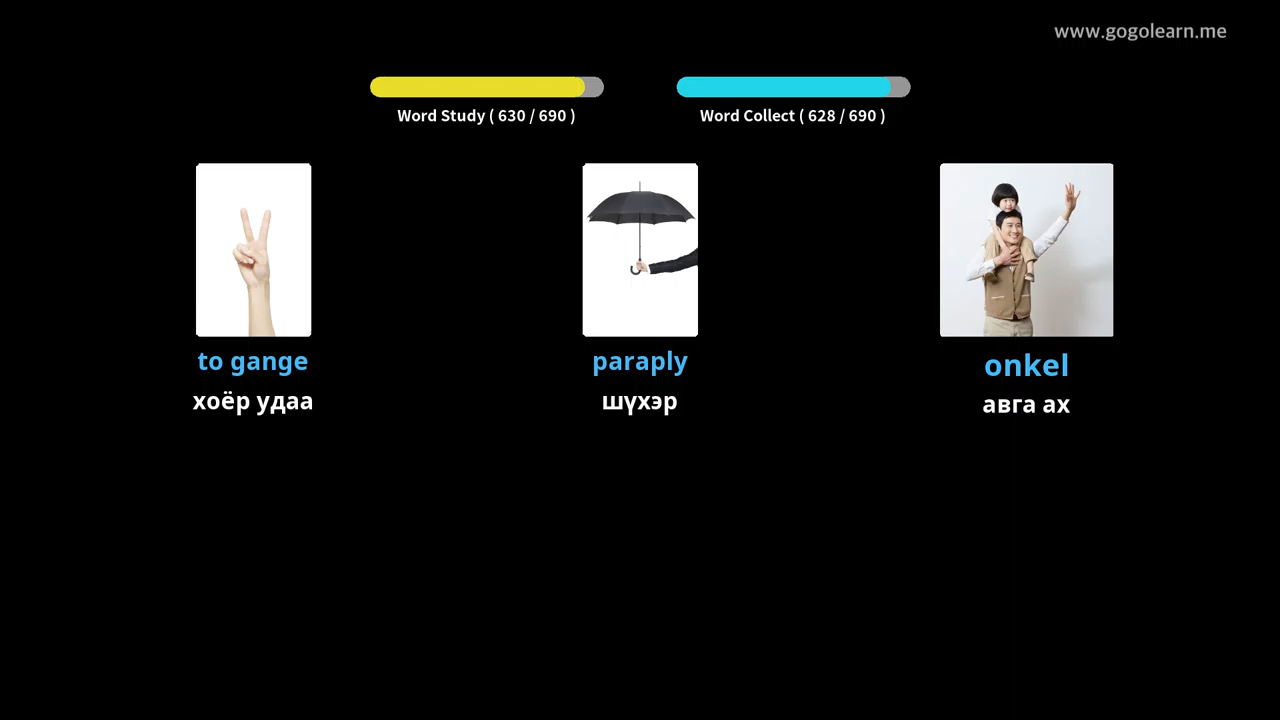 www.gogolearn.me
Word Study ( 630 / 690 )
Word Collect ( 628 / 690 )
to gange
хоёр удаа
paraply
шүхэр
onkel
авга ах